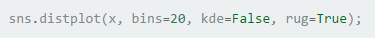 sns.distplot(x, bins=20, kde=False, rug=True);